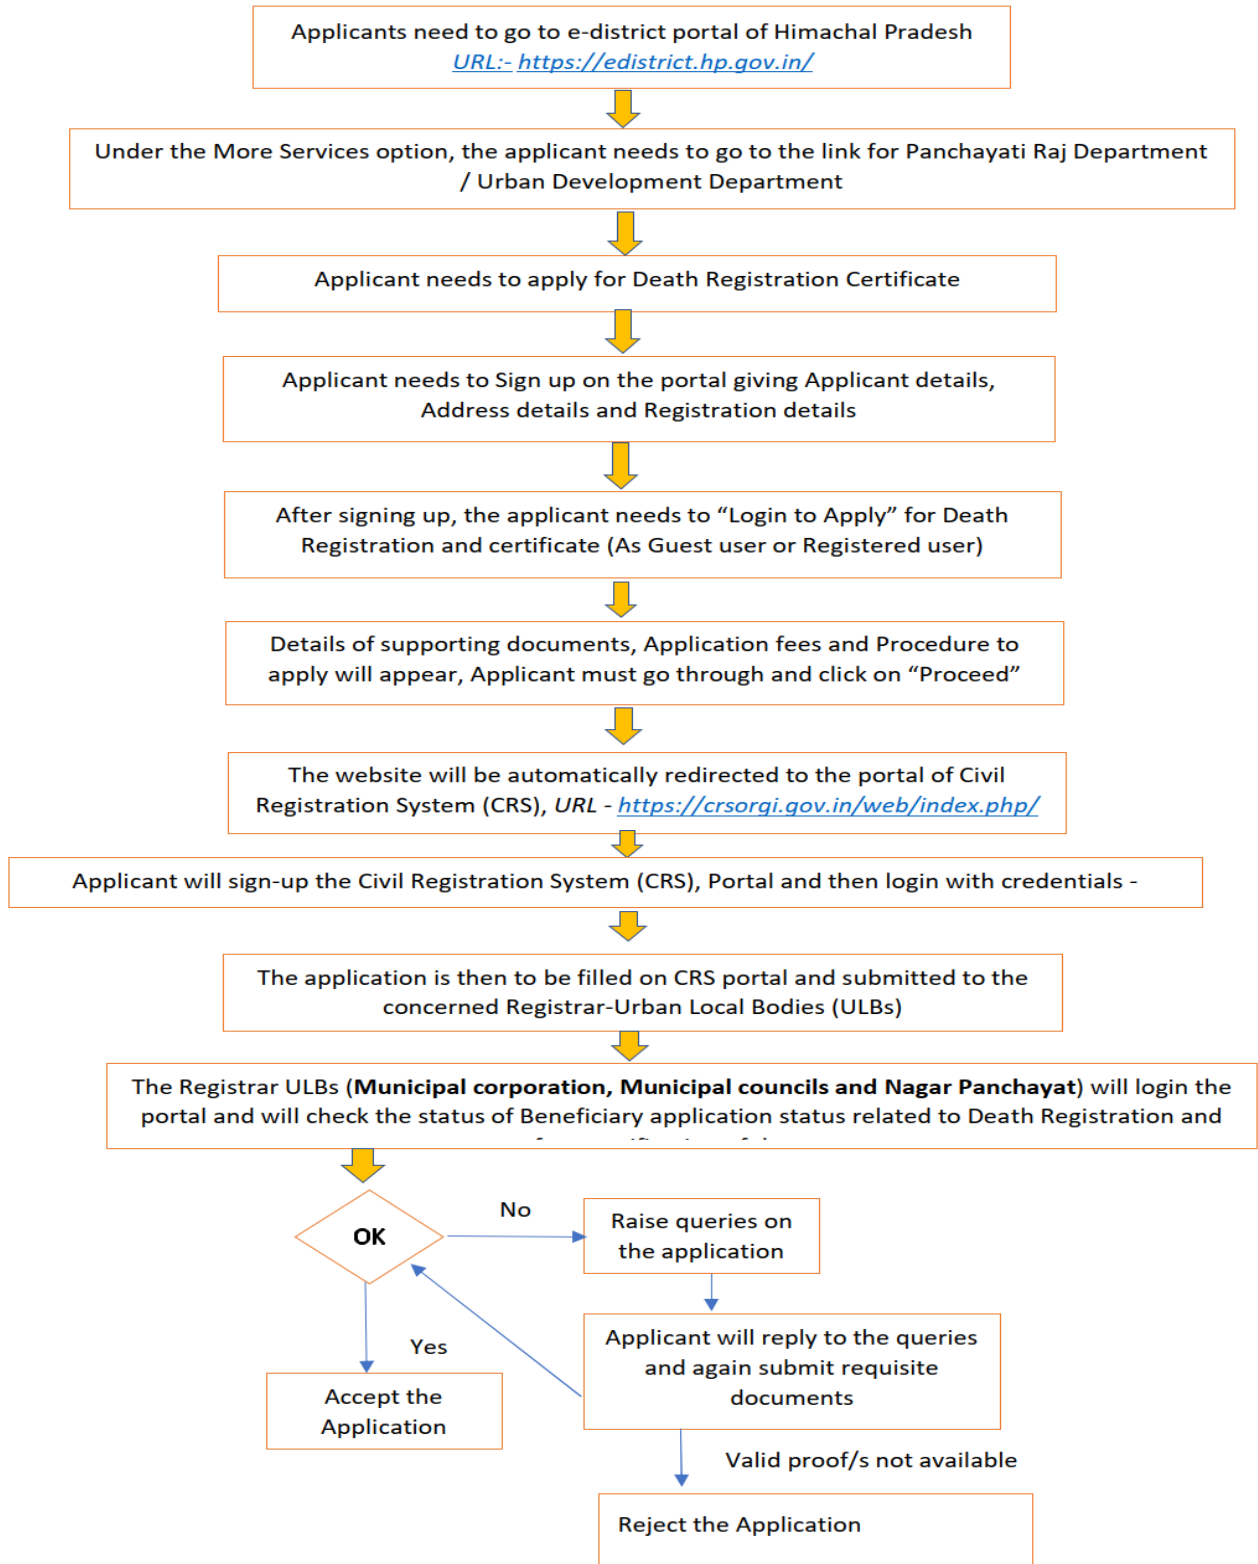 Applicants need to go to e-district portal of Himachal Pradesh
URL:- https://edistrict.hp.gov.in/
Under the More Services option, the applicant needs to go to the link for Panchayati Raj Department
/ Urban Development Department
Applicant needs to apply for Death Registration Certificate
Applicant needs to Sign up on the portal giving Applicant details,
Address details and Registration details
After signing up, the applicant needs to “Login to Apply” for Death
Registration and certificate (As Guest user or Registered user)
Details of supporting documents, Application fees and Procedure to
apply will appear, Applicant must go through and click on “Proceed”
The website will be automatically redirected to the portal of Civil
Registration System (CRS), URL - https://crsorgi.gov.in/web/index.php/
Applicant will sign-up the Civil Registration System (CRS), Portal and then login with credentials -
The application is then to be filled on CRS portal and submitted to the
concerned Registrar-Urban Local Bodies (ULBs)
The Registrar ULBs (Municipal corporation, Municipal councils and Nagar Panchayat) will login the
portal and will check the status of Beneficiary application status related to Death Registration and
OK
No
Raise queries on
the application
Yes
Applicant will reply to the queries
and again submit requisite
documents
Accept the
Application
Valid proof/s not available
Reject the Application